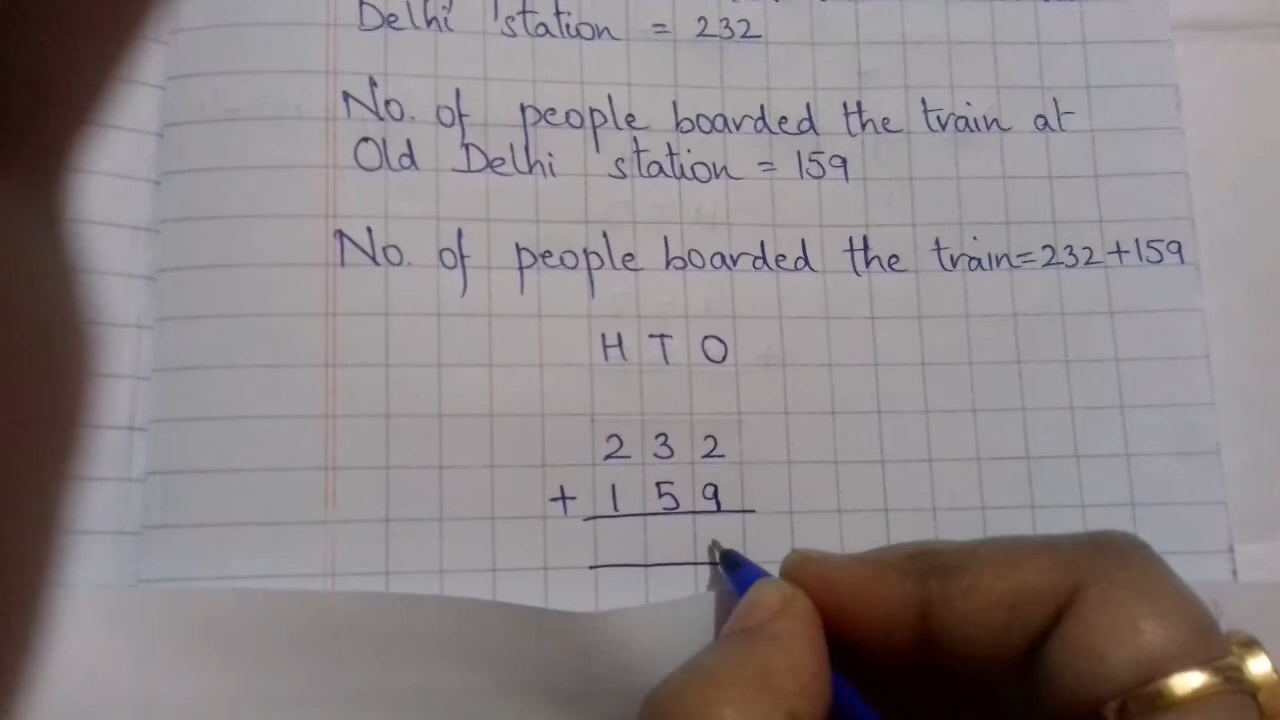 Delhi station = 232
No. of people boarded the train at
Old Delhi station = 159
No. of people boarded the train=232+159
H T O
2 3 2
+ 1 5 9